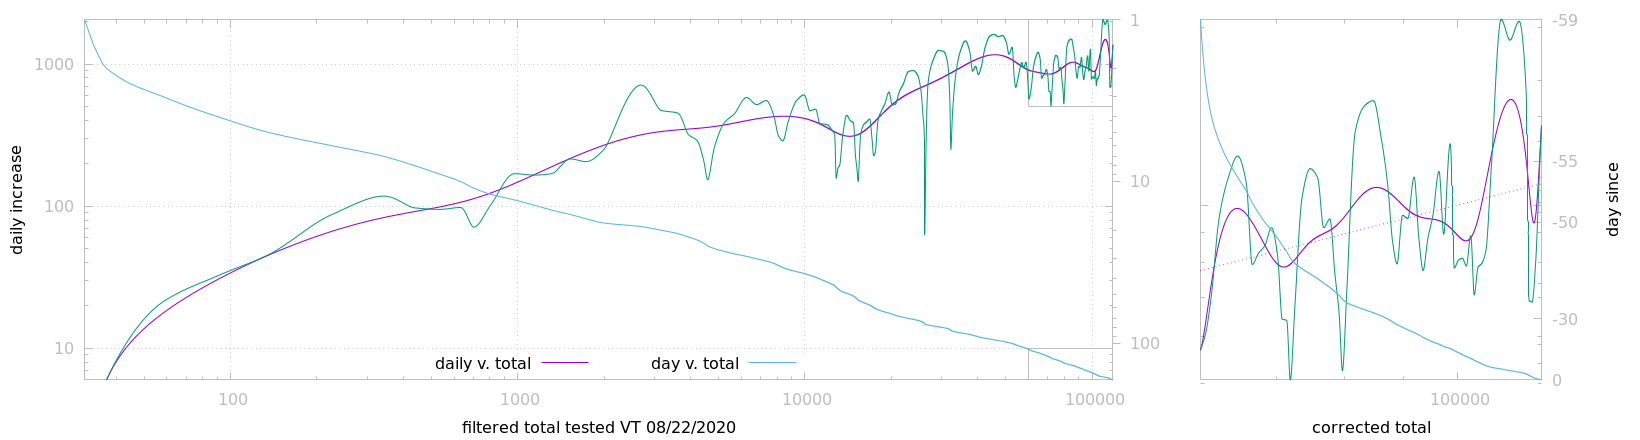 daily increase
1000
100
10
100
1000
10000
100000
1
10
100
daily v. total
day v. total
filtered total tested VT 08/22/2020
-59
-55
-50
-30
0
day since
100000
corrected total